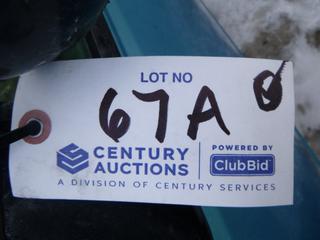 LOT NO
67A
CENTURY AUCTIONS
POWERED BY
ClubBid
A DIVISION OF CENTURY SERVICES